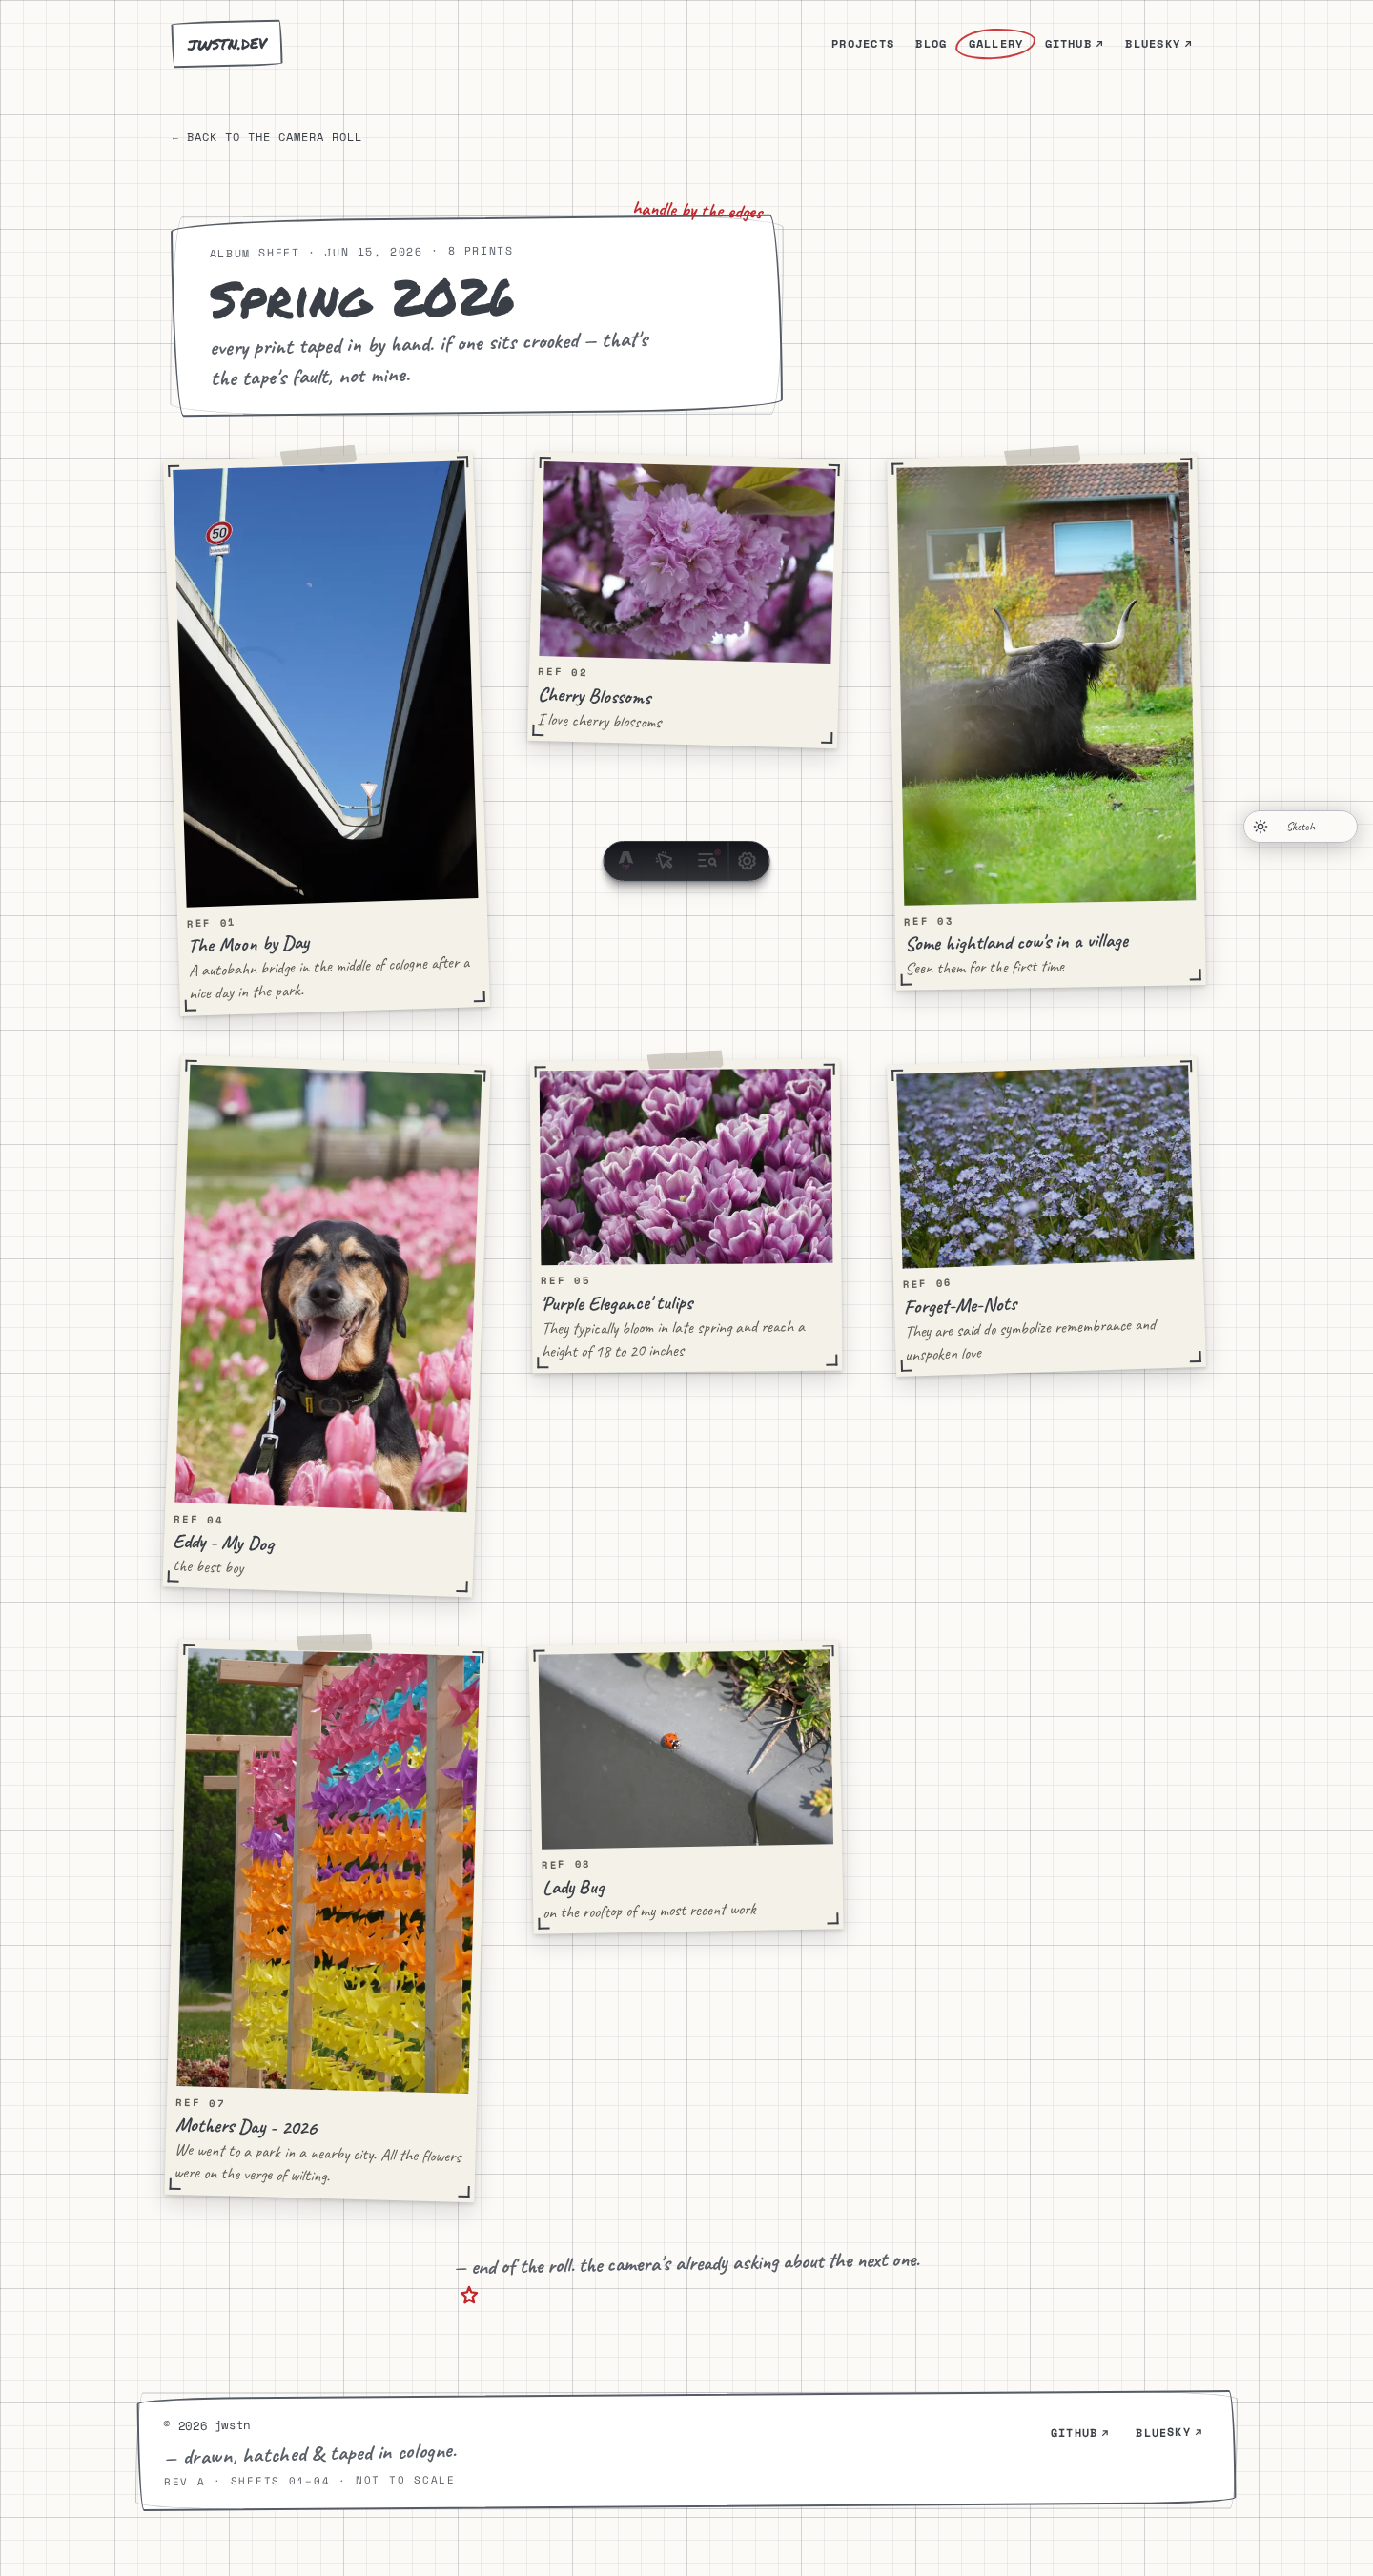 JWSTN.DEV
PROJECTS BLOG GALLERY GITHUB ↗ BLUESKY ↗
← BACK TO THE CAMERA ROLL
handle by the edges
ALBUM SHEET · JUN 15, 2026 · 8 PRINTS
SPRING 2026
every print taped in by hand. if one sits crooked — that's
the tape's fault, not mine.
50
REF 01
The Moon by Day
A autobahn bridge in the middle of cologne after a
nice day in the park.
REF 02
Cherry Blossoms
I love cherry blossoms
REF 03
Some hightland cow's in a village
Seen them for the first time
Sketch
REF 04
Eddy - My Dog
the best boy
REF 05
'Purple Elegance' tulips
They typically bloom in late spring and reach a
height of 18 to 20 inches
REF 06
Forget-Me-Nots
They are said do symbolize remembrance and
unspoken love
REF 07
Mothers Day - 2026
We went to a park in a nearby city. All the flowers
were on the verge of wilting.
REF 08
Lady Bug
on the rooftop of my most recent work
— end of the roll. the camera's already asking about the next one.
© 2026 jwstn
— drawn, hatched & taped in cologne.
REV A · SHEETS 01–04 · NOT TO SCALE
GITHUB ↗ BLUESKY ↗